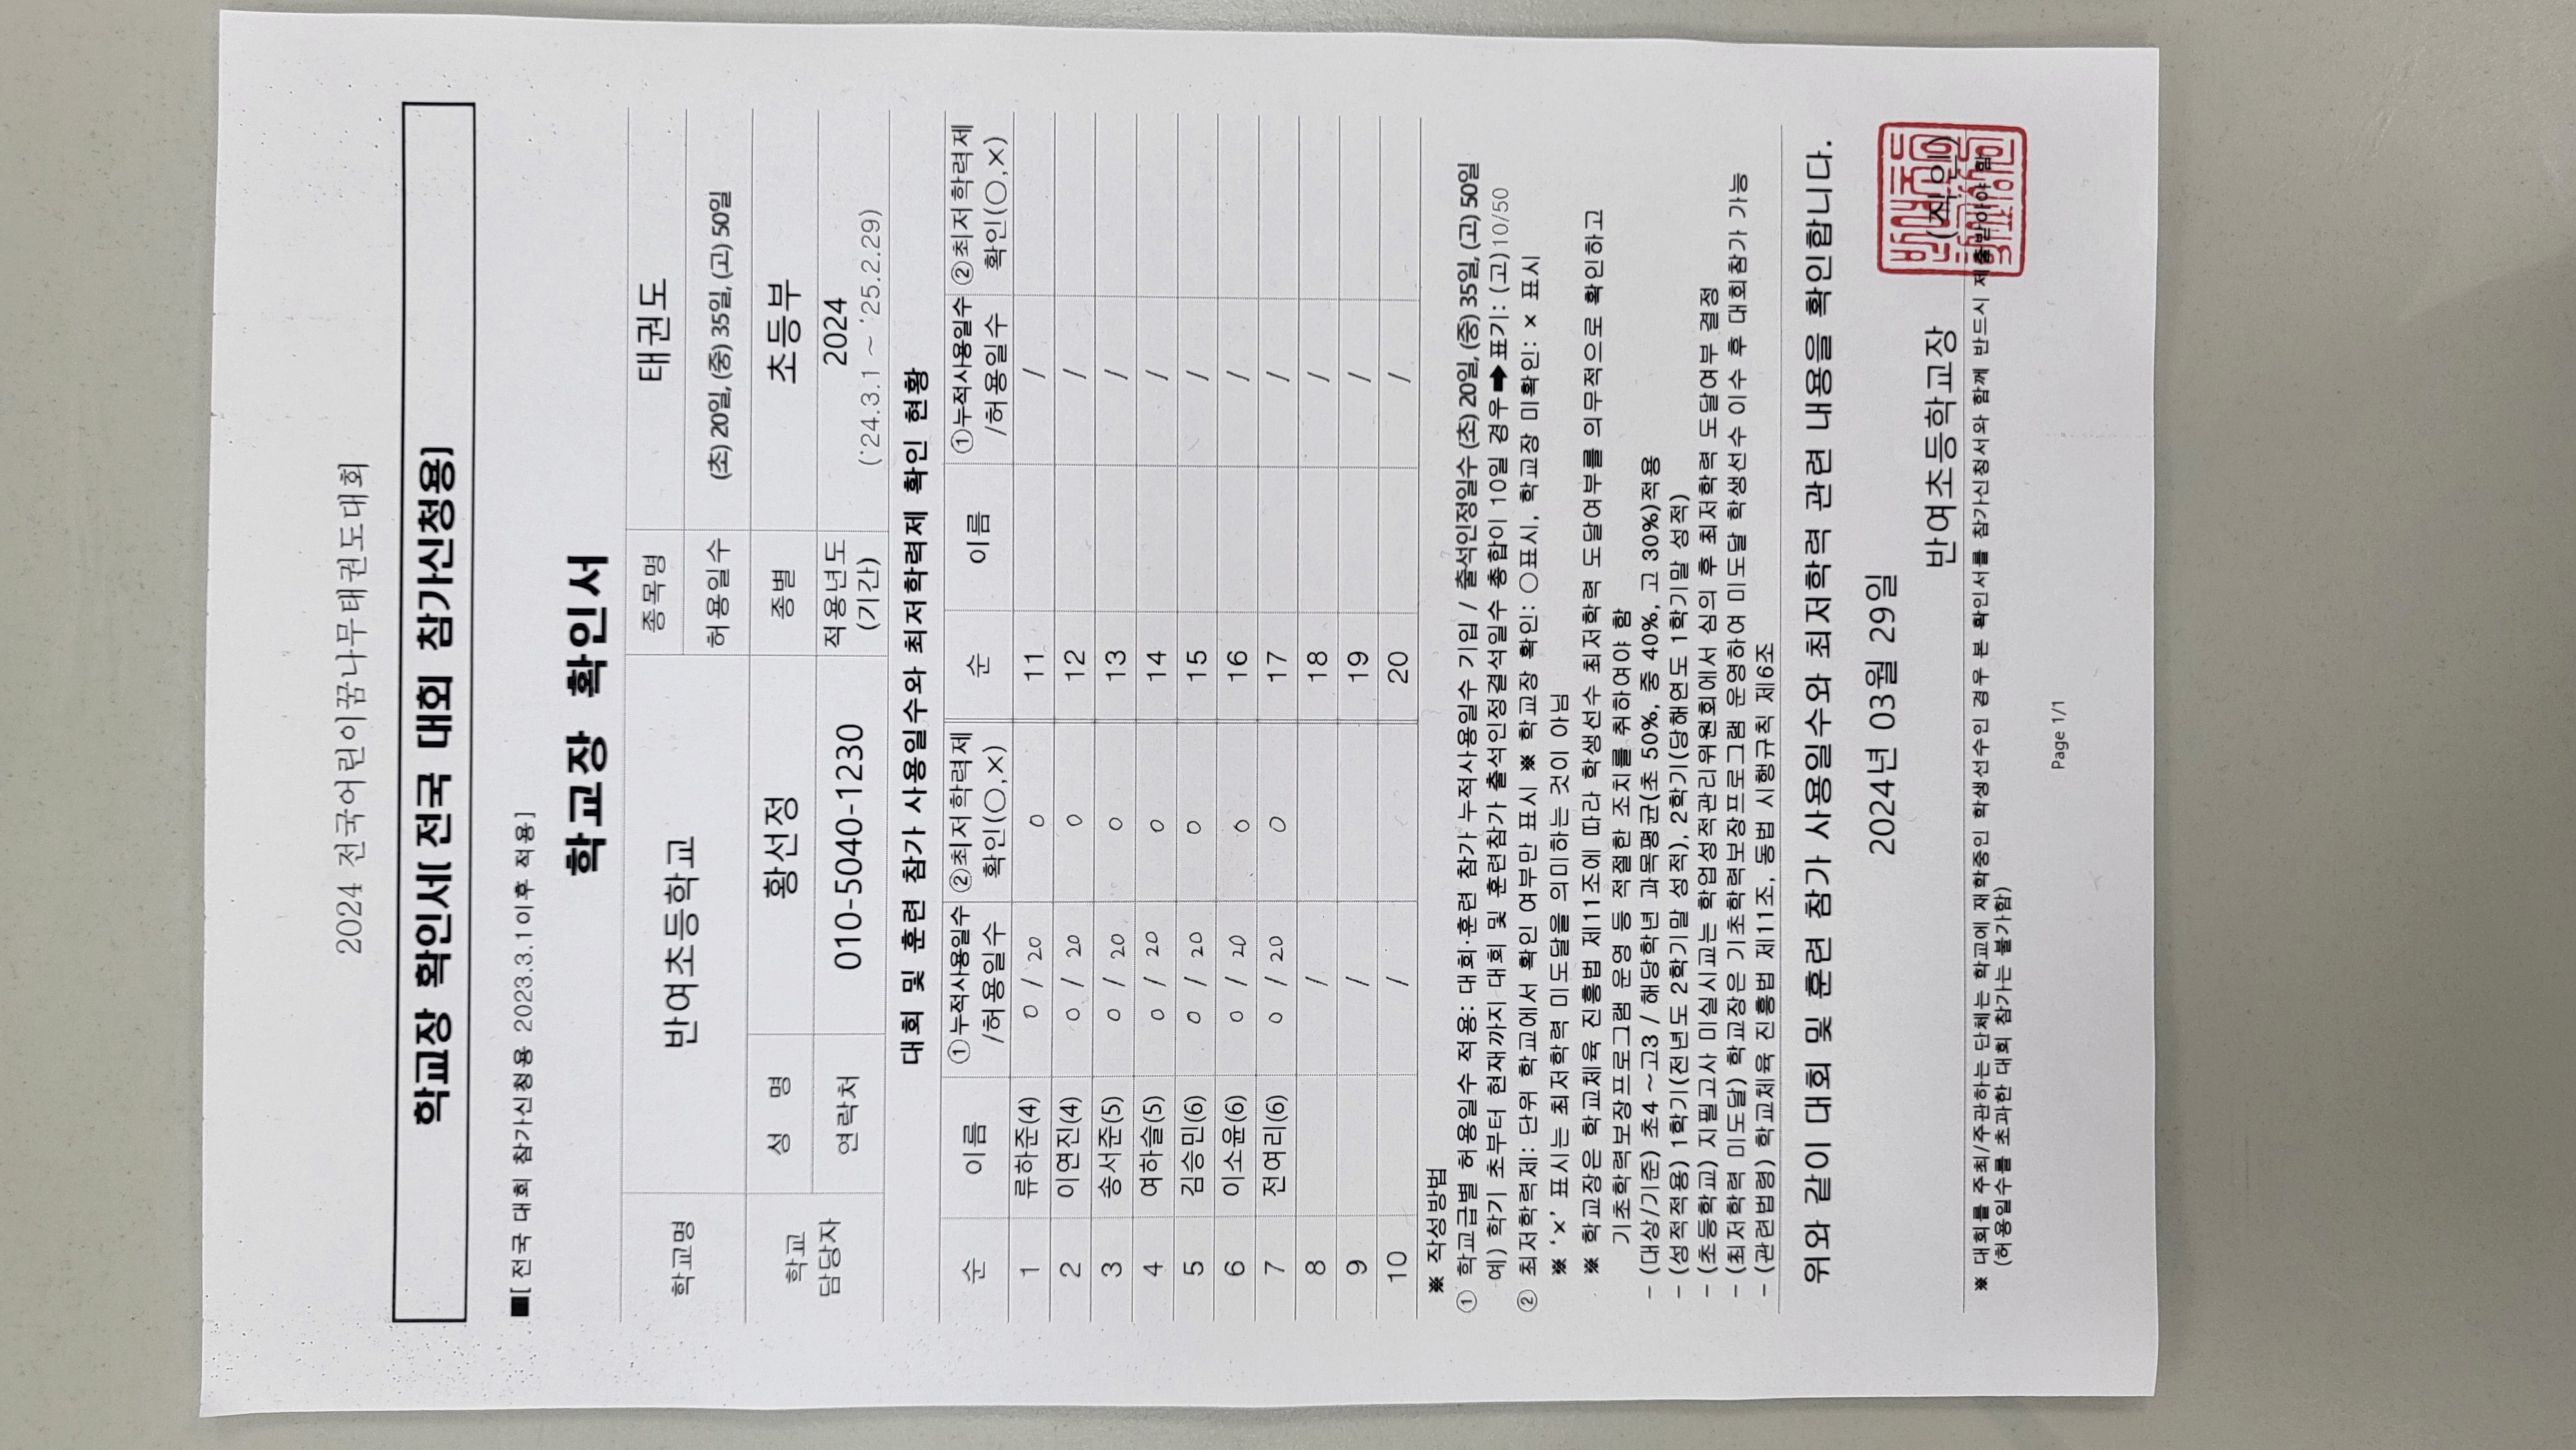 2024 전국어린이꿈나무태권도대회
학교장 확인서[전국 대회 참가신청용]
■[전국 대회 참가신청용 2023.3.1이후 적용]
학교장 확인서
학교명 반여초등학교 종목명 태권도
허용일수 (초) 20일, (중) 35일, (고) 50일
학교 담당자 성 명 황선정 종별 초등부
연락처 010-5040-1230 적용년도 (기간) 2024 ('24.3.1 ~ '25.2.29)
대회 및 훈련 참가 사용일수와 최저학력제 확인 현황
순 이름 ①누적사용일수 /허용일수 ②최저학력제 확인(○,×) 순 이름 ①누적사용일수 /허용일수 ②최저학력제 확인(○,×)
1 류하준(4) 0 / 20 ○ 11 /
2 이연진(4) 0 / 20 ○ 12 /
3 송서준(5) 0 / 20 ○ 13 /
4 여하슬(5) 0 / 20 ○ 14 /
5 김승민(6) 0 / 20 ○ 15 /
6 이소윤(6) 0 / 20 ○ 16 /
7 전여리(6) 0 / 20 ○ 17 /
8 / 18 /
9 / 19 /
10 / 20 /
※ 작성방법
① 학교급별 허용일수 적용: 대회·훈련 참가 누적사용일수 기입 / 출석인정일수 (초) 20일, (중) 35일, (고) 50일
예) 학기 초부터 현재까지 대회 및 훈련참가 출석인정결석일수 총합이 10일 경우➡표기: (고)10/50
② 최저학력제: 단위 학교에서 확인 여부만 표시 ※ 학교장 확인: ○표시, 학교장 미확인: × 표시
※ '×' 표시는 최저학력 미도달을 의미하는 것이 아님
※ 학교장은 학교체육 진흥법 제11조에 따라 학생선수 최저학력 도달여부를 의무적으로 확인하고
기초학력보장프로그램 운영 등 적절한 조치를 취하여야 함
- (대상/기준) 초4~고3 / 해당학년 과목평균(초 50%, 중 40%, 고 30%)적용
- (성적적용) 1학기(전년도 2학기말 성적), 2학기(당해연도 1학기말 성적)
- (초등학교) 지필고사 미실시교는 학업성적관리위원회에서 심의 후 최저학력 도달여부 결정
- (최저학력 미도달) 학교장은 기초학력보장프로그램 운영하여 미도달 학생선수 이수 후 대회참가 가능
- (관련법령) 학교체육 진흥법 제11조, 동법 시행규칙 제6조
위와 같이 대회 및 훈련 참가 사용일수와 최저학력 관련 내용을 확인합니다.
2024년 03월 29일
반여초등학교장 (직인)
※ 대회를 주최/주관하는 단체는 학교에 재학중인 학생선수인 경우 본 확인서를 참가신청서와 함께 반드시 제출받아야 함
(허용일수를 초과한 대회 참가는 불가함)
Page 1/1